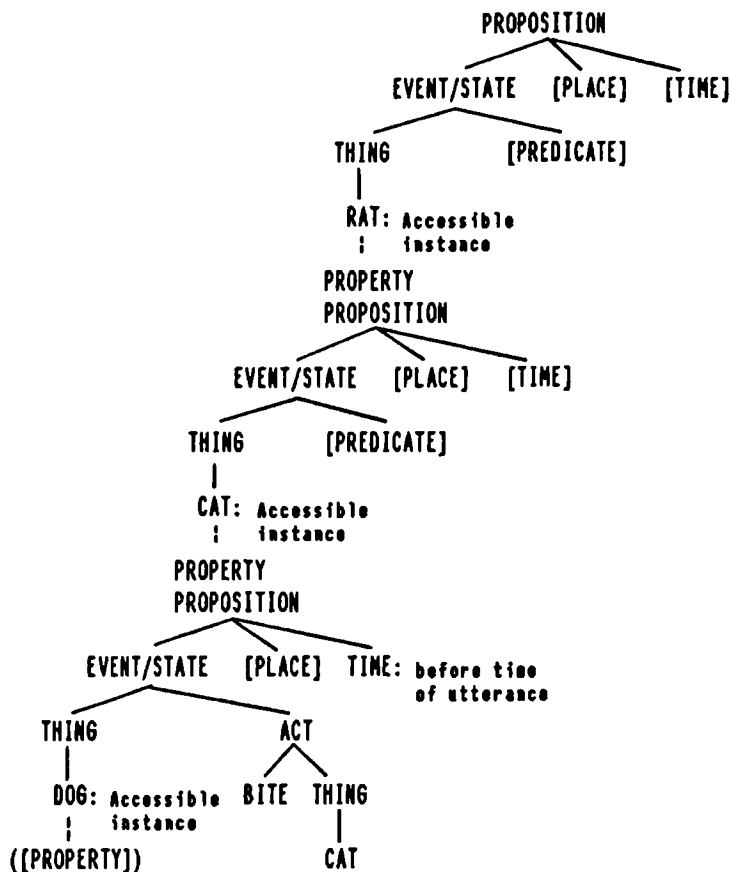 PROPOSITION
EVENT/STATE [PLACE] [TIME]
THING [PREDICATE]
RAT: Accessible
instance
PROPERTY
PROPOSITION
EVENT/STATE [PLACE] [TIME]
THING [PREDICATE]
CAT: Accessible
instance
PROPERTY
PROPOSITION
EVENT/STATE [PLACE] TIME: before time
of utterance
THING ACT
DOG: Accessible BITE THING
instance
([PROPERTY]) CAT